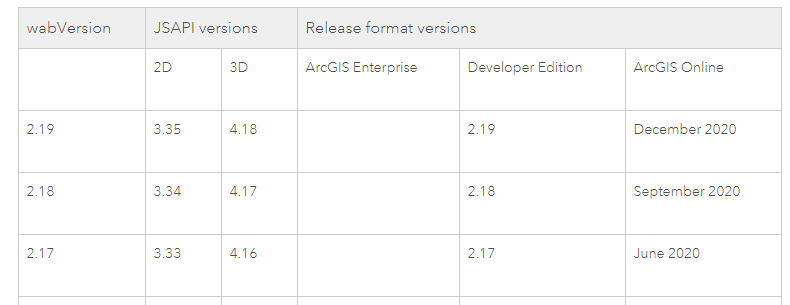 wabVersion JSAPI versions Release format versions
2D 3D ArcGIS Enterprise Developer Edition ArcGIS Online
2.19 3.35 4.18 2.19 December 2020
2.18 3.34 4.17 2.18 September 2020
2.17 3.33 4.16 2.17 June 2020